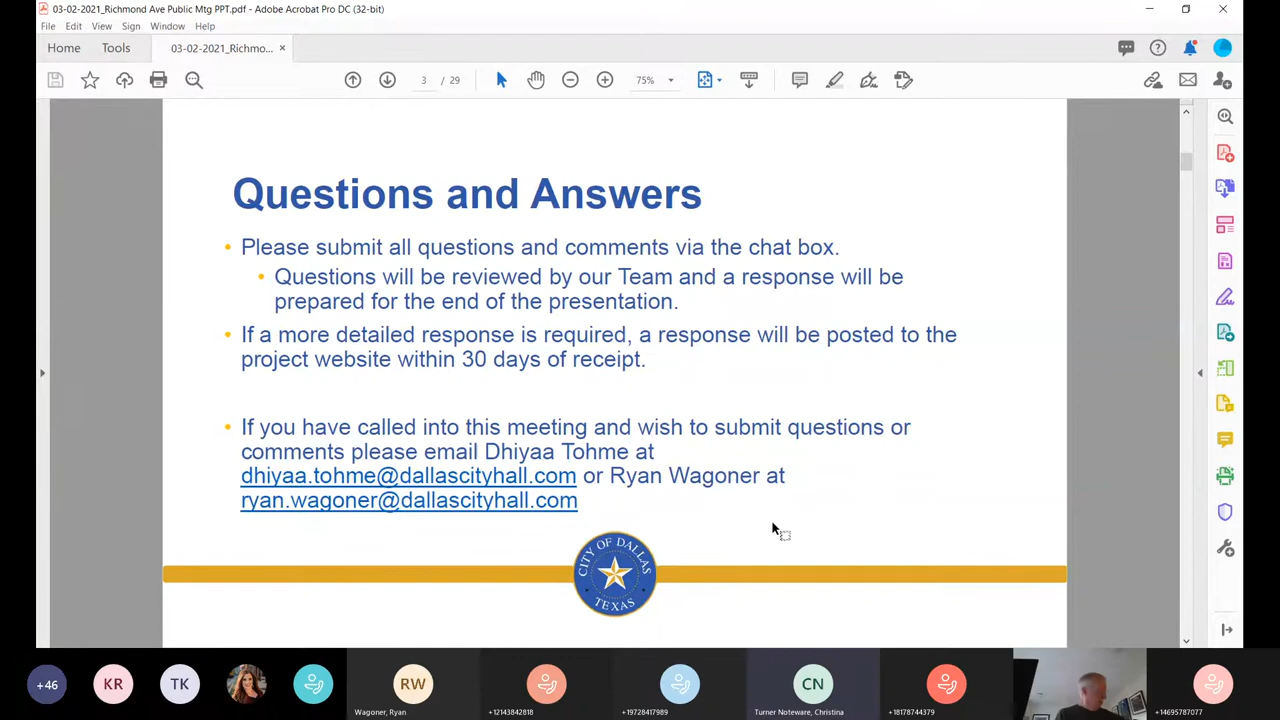 03-02-2021_Richmond Ave Public Mtg PPT.pdf - Adobe Acrobat Pro DC (32-bit)
File Edit View Sign Window Help
Home Tools 03-02-2021_Richmo... ×
3 / 29 75%
Questions and Answers
• Please submit all questions and comments via the chat box.
• Questions will be reviewed by our Team and a response will be
prepared for the end of the presentation.
• If a more detailed response is required, a response will be posted to the
project website within 30 days of receipt.
• If you have called into this meeting and wish to submit questions or
comments please email Dhiyaa Tohme at
dhiyaa.tohme@dallascityhall.com or Ryan Wagoner at
ryan.wagoner@dallascityhall.com
CITY OF DALLAS
TEXAS
+46 KR TK RW CN
Wagoner, Ryan +12143842818 +19728417989 Turner Noteware, Christina +18178744379 +14695787077